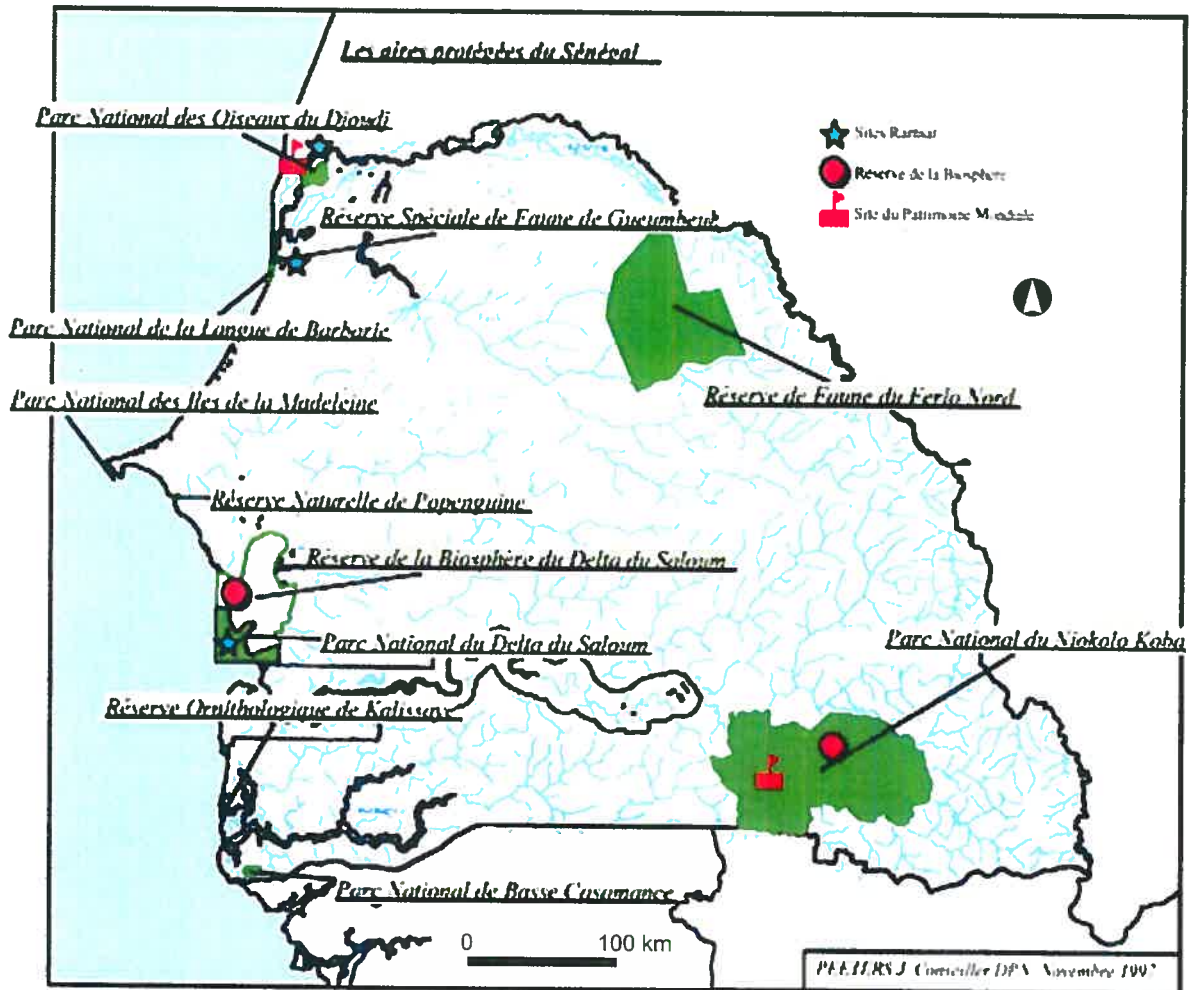 Les aires protégées du Sénégal
Parc National des Oiseaux du Djoudj
Sites Ramsar
Réserve de la Biosphère
Site du Patrimoine Mondiale
Réserve Spéciale de Faune de Gueumbeul
Parc National de la Langue de Barbarie
Parc National des Iles de la Madeleine
Réserve de Faune du Ferlo Nord
Réserve Naturelle de Popenguine
Réserve de la Biosphère du Delta du Saloum
Parc National du Delta du Saloum
Parc National du Niokolo Koba
Réserve Ornithologique de Kalissaye
Parc National de Basse Casamance
0 100 km
PEETERS J. Conseiller DPN Novembre 1997